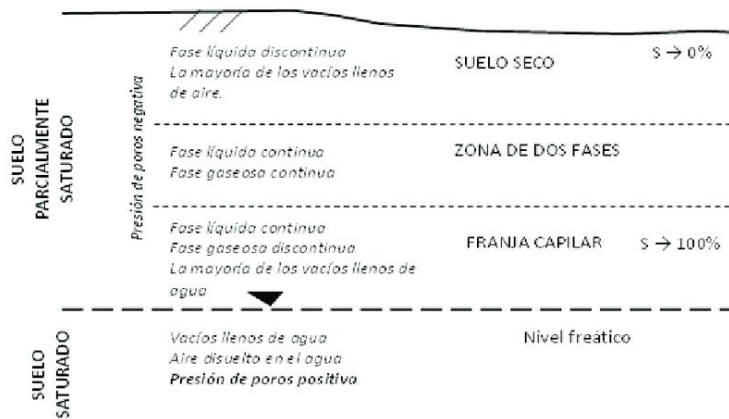 SUELO
PARCIALMENTE
SATURADO
Presión de poros negativa
Fase líquida discontinua
La mayoría de los vacíos llenos
de aire.
SUELO SECO
S → 0%
Fase líquida continua
Fase gaseosa continua
ZONA DE DOS FASES
Fase líquida continua
Fase gaseosa discontinua
La mayoría de los vacíos llenos de
agua
FRANJA CAPILAR
S → 100%
SUELO
SATURADO
Vacíos llenos de agua
Aire disuelto en el agua
Presión de poros positiva
Nivel freático